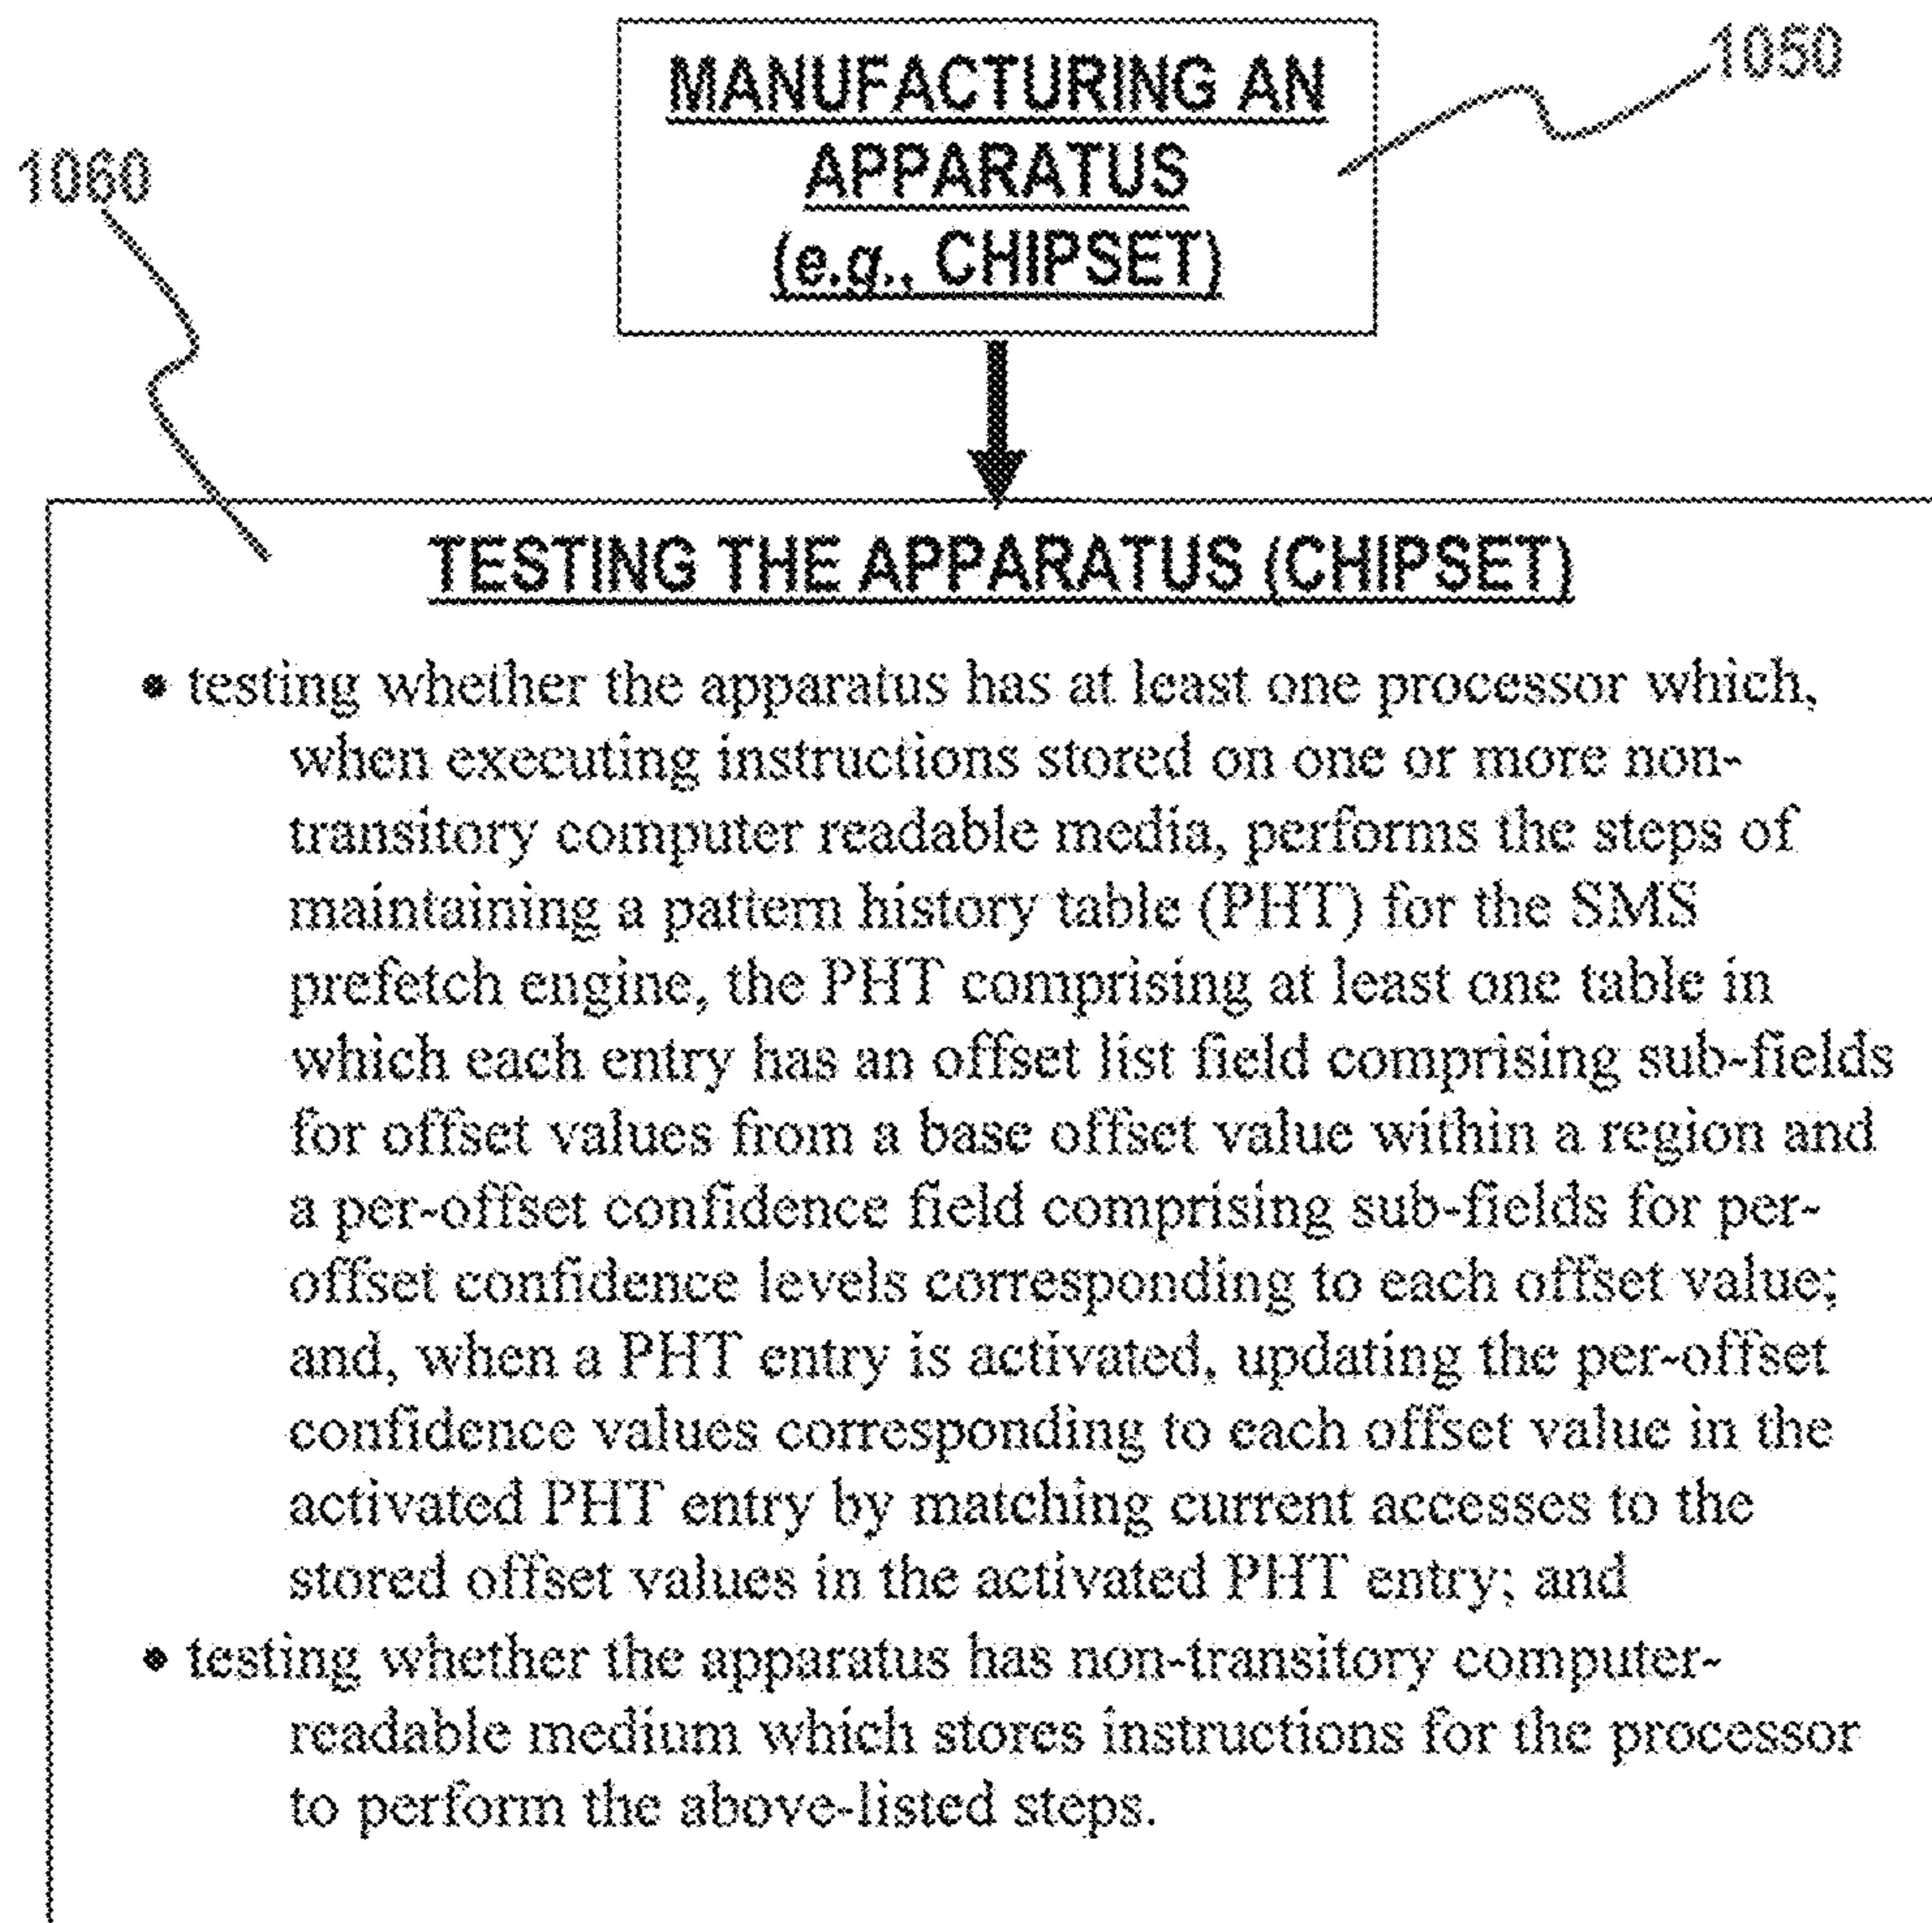 MANUFACTURING AN
APPARATUS
(e.g., CHIPSET)
1050
1060
TESTING THE APPARATUS (CHIPSET)
• testing whether the apparatus has at least one processor which,
when executing instructions stored on one or more non-
transitory computer readable media, performs the steps of
maintaining a pattern history table (PHT) for the SMS
prefetch engine, the PHT comprising at least one table in
which each entry has an offset list field comprising sub-fields
for offset values from a base offset value within a region and
a per-offset confidence field comprising sub-fields for per-
offset confidence levels corresponding to each offset value;
and, when a PHT entry is activated, updating the per-offset
confidence values corresponding to each offset value in the
activated PHT entry by matching current accesses to the
stored offset values in the activated PHT entry; and
• testing whether the apparatus has non-transitory computer-
readable medium which stores instructions for the processor
to perform the above-listed steps.